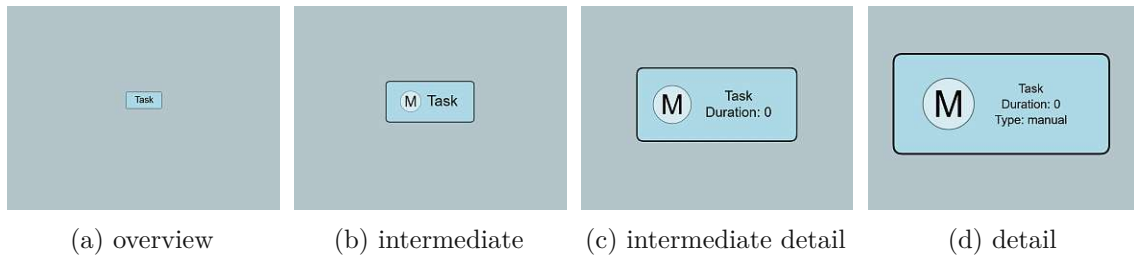 Task
M Task
M
Task
Duration: 0
M
Task
Duration: 0
Type: manual
(a) overview
(b) intermediate
(c) intermediate detail
(d) detail